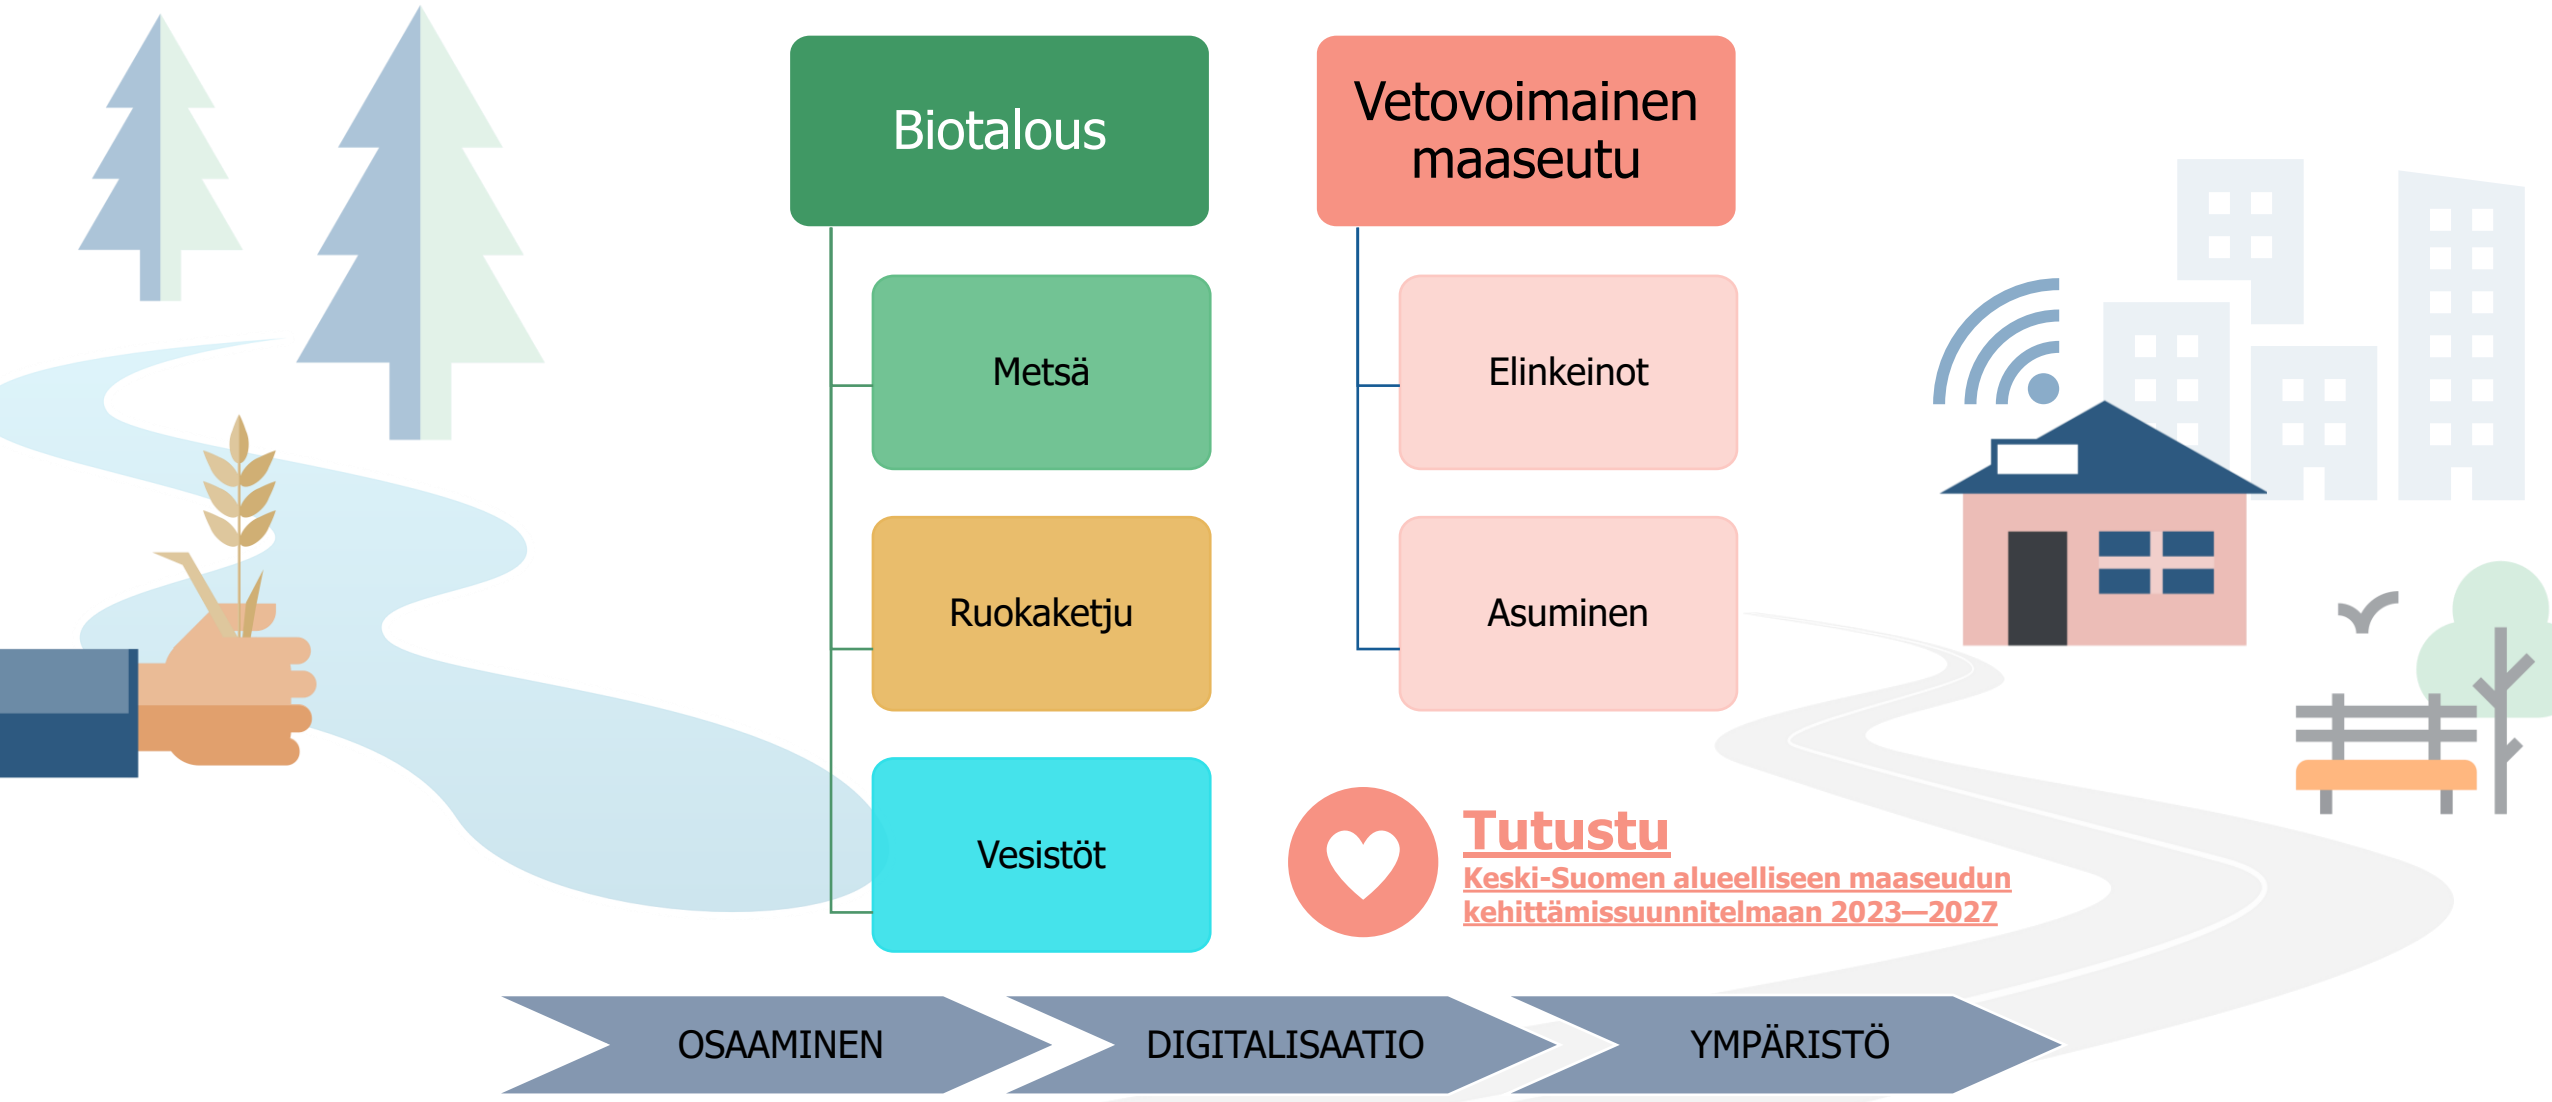 Biotalous
Metsä
Ruokaketju
Vesistöt
Vetovoimainen
maaseutu
Elinkeinot
Asuminen
Tutustu
Keski-Suomen alueelliseen maaseudun
kehittämissuunnitelmaan 2023—2027
OSAAMINEN
DIGITALISAATIO
YMPÄRISTÖ